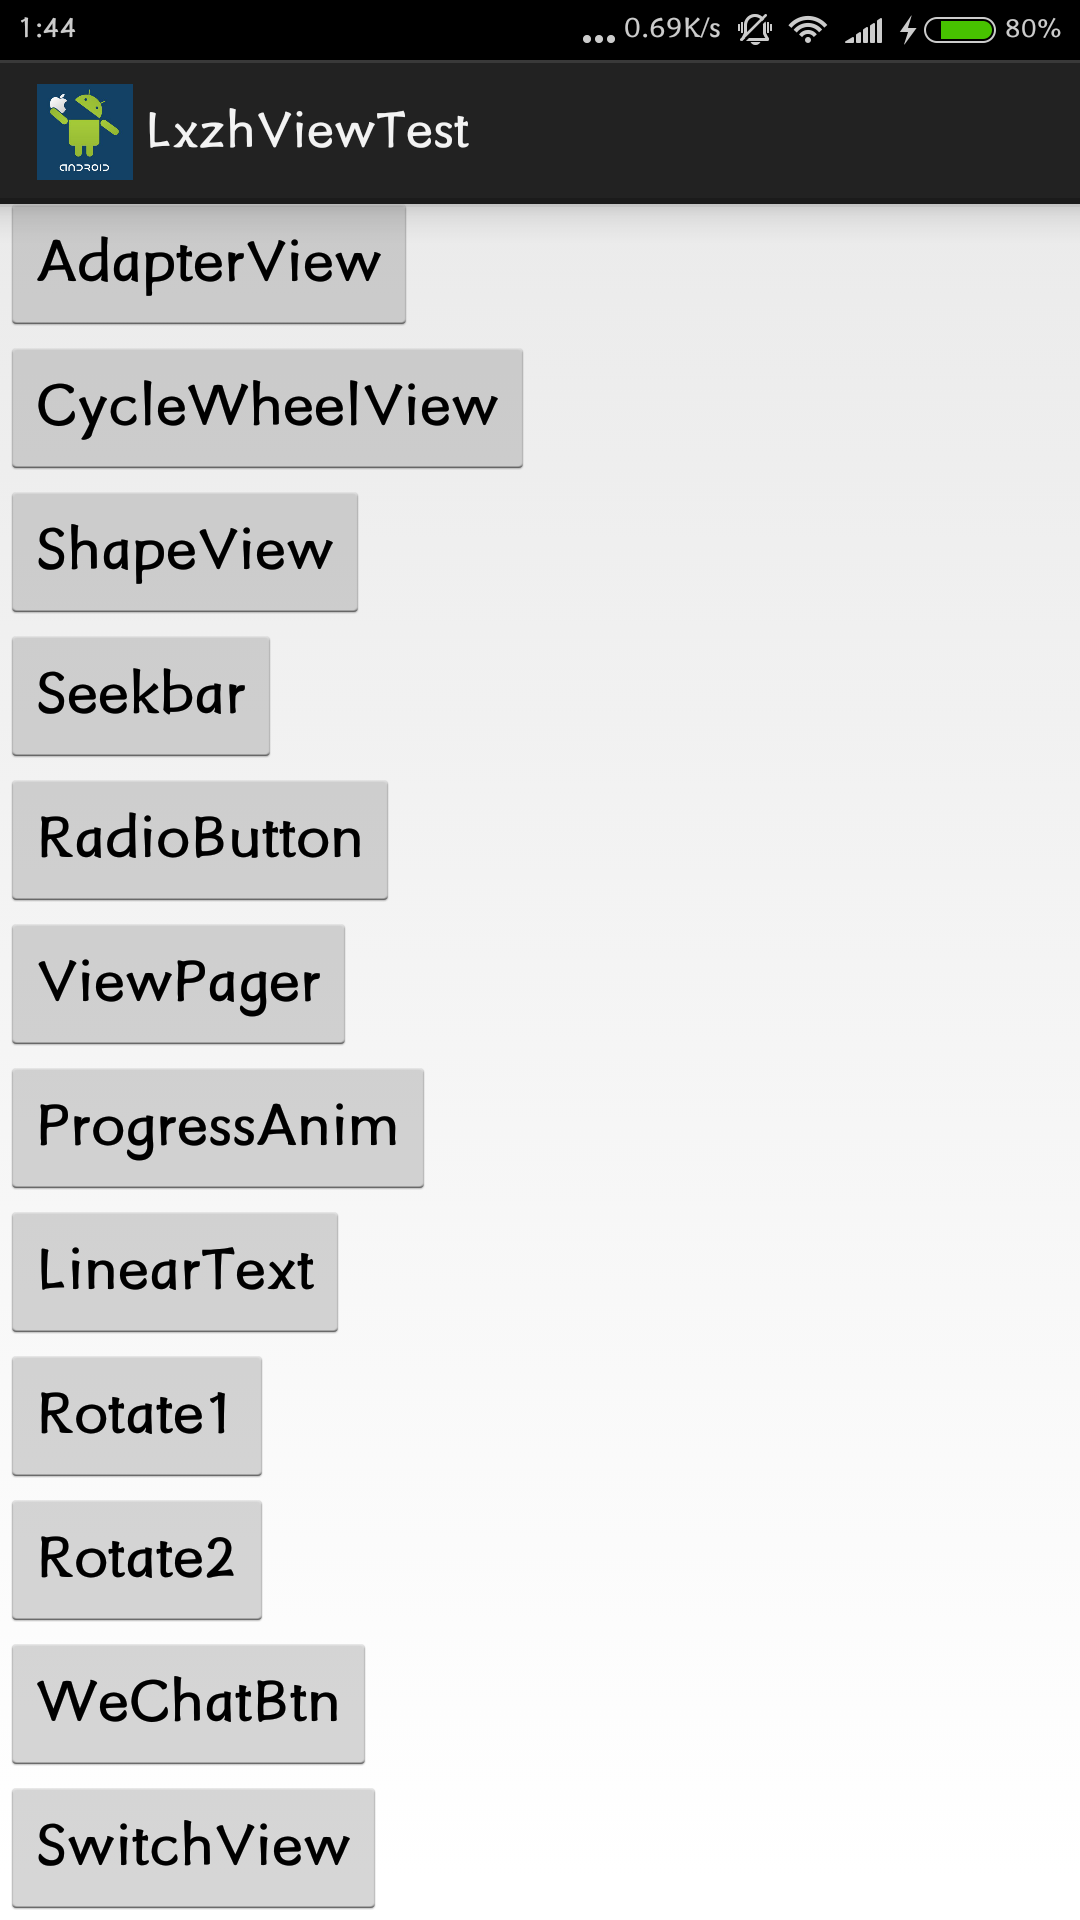 1:44 ... 0.69K/s 80%
ANDROID
LxzhViewTest
AdapterView
CycleWheelView
ShapeView
Seekbar
RadioButton
ViewPager
ProgressAnim
LinearText
Rotate1
Rotate2
WeChatBtn
SwitchView